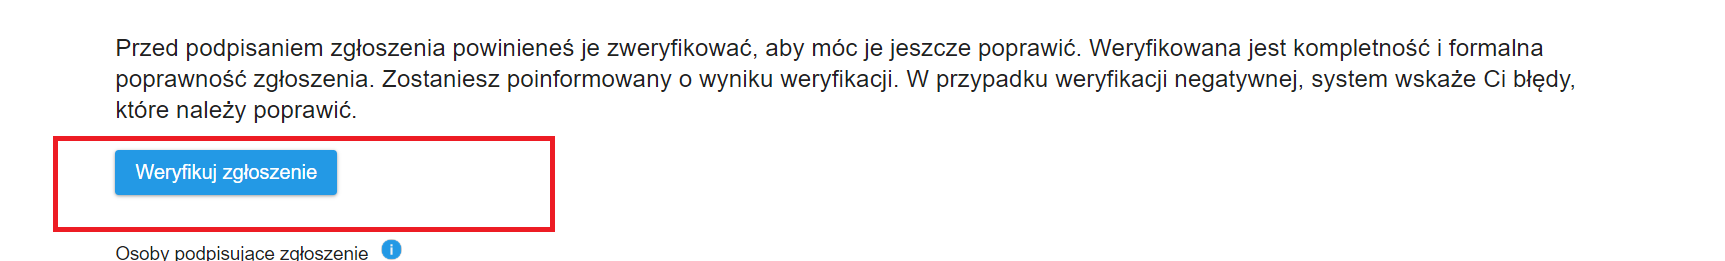 Przed podpisaniem zgłoszenia powinieneś je zweryfikować, aby móc je jeszcze poprawić. Weryfikowana jest kompletność i formalna
poprawność zgłoszenia. Zostaniesz poinformowany o wyniku weryfikacji. W przypadku weryfikacji negatywnej, system wskaże Ci błędy,
które należy poprawić.
Weryfikuj zgłoszenie
Osoby podpisujące zgłoszenie